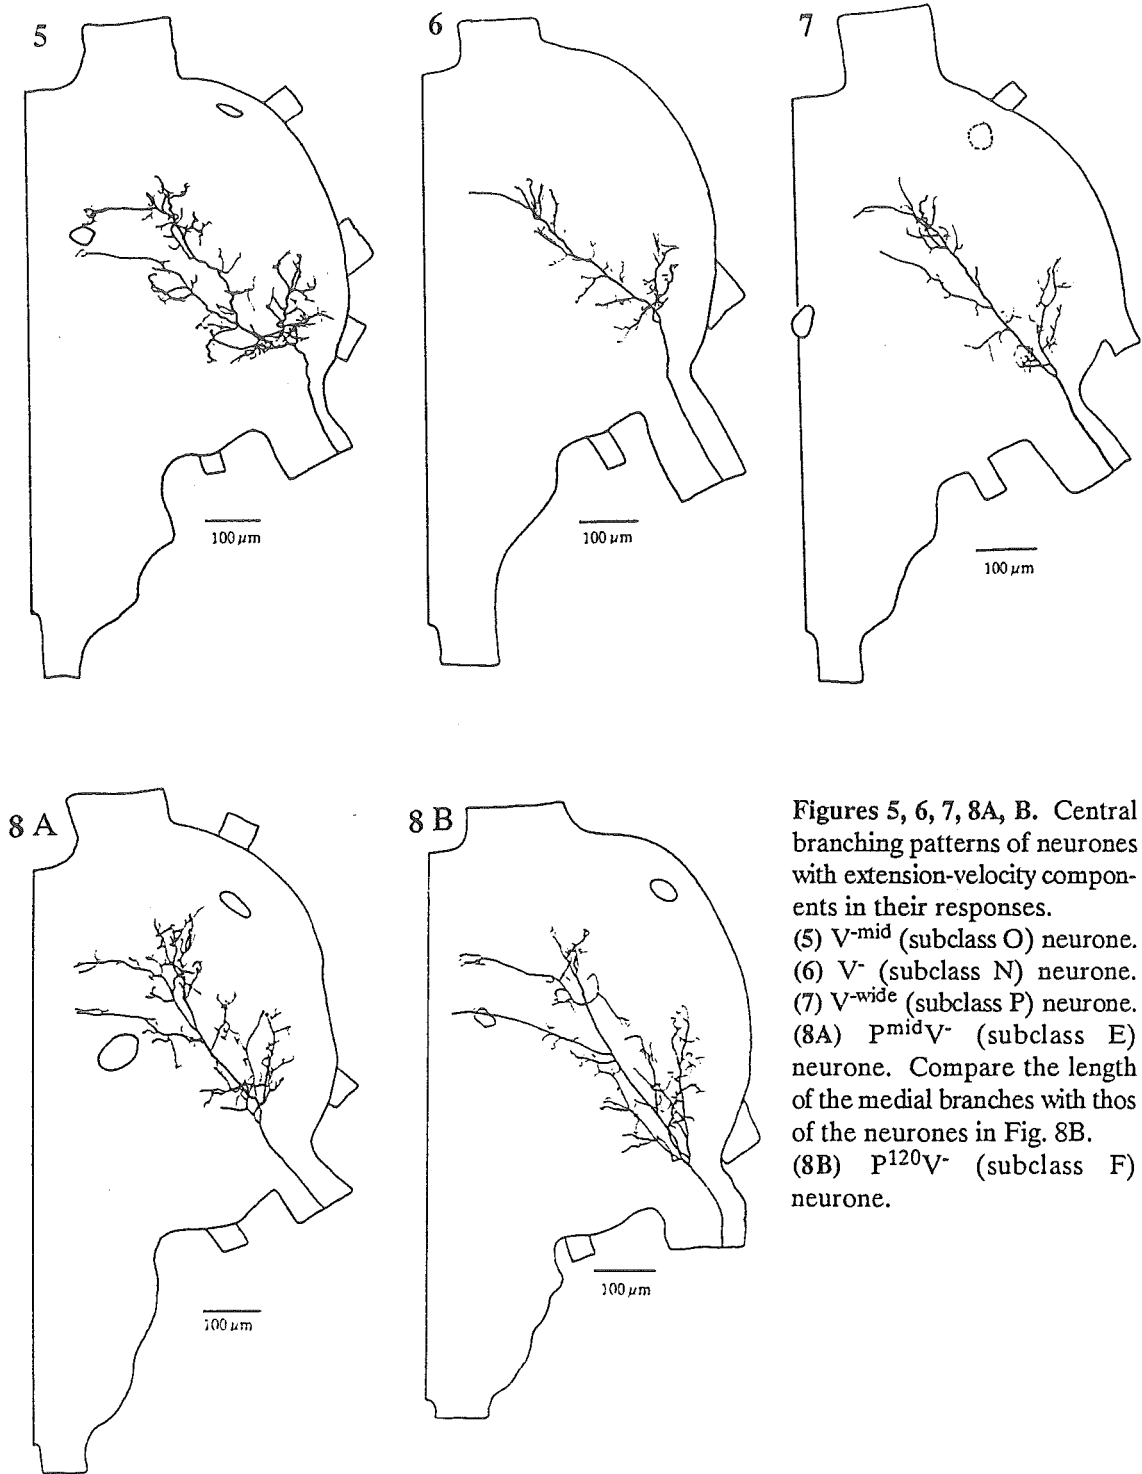 5
6
7
100 μm
100 μm
100 μm
8 A
8 B
100 μm
100 μm
Figures 5, 6, 7, 8A, B. Central
branching patterns of neurones
with extension-velocity compon-
ents in their responses.
(5) V-mid (subclass O) neurone.
(6) V- (subclass N) neurone.
(7) V-wide (subclass P) neurone.
(8A) PmidV- (subclass E)
neurone. Compare the length
of the medial branches with thos
of the neurones in Fig. 8B.
(8B) P120V- (subclass F)
neurone.